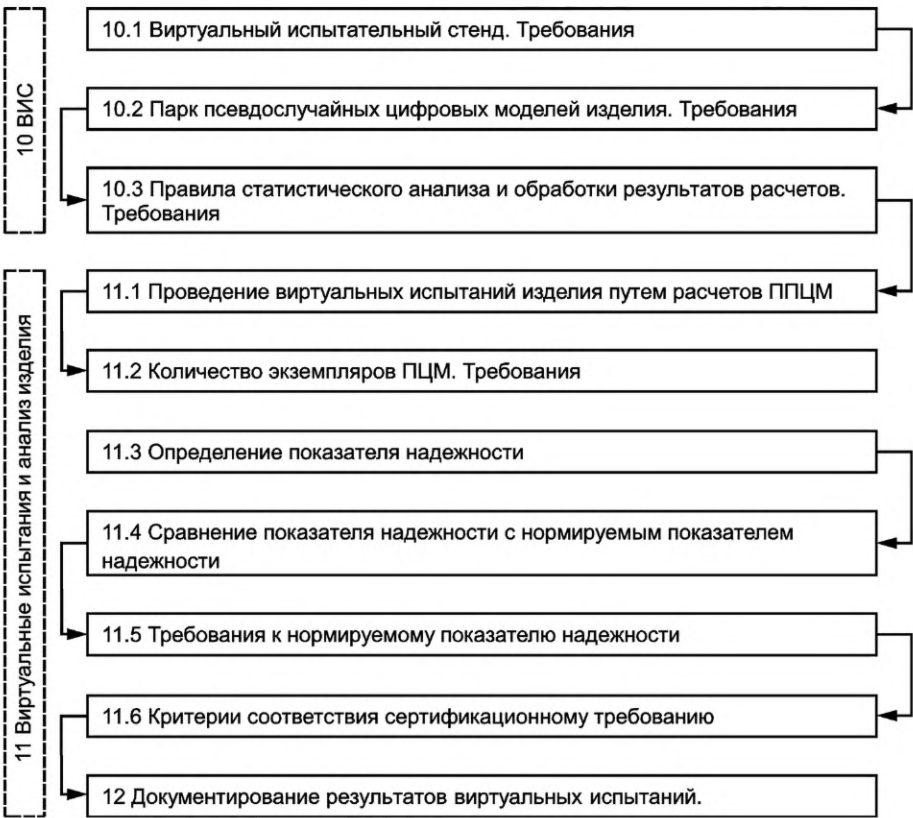 10 ВИС
10.1 Виртуальный испытательный стенд. Требования
10.2 Парк псевдослучайных цифровых моделей изделия. Требования
10.3 Правила статистического анализа и обработки результатов расчетов.
Требования
11 Виртуальные испытания и анализ изделия
11.1 Проведение виртуальных испытаний изделия путем расчетов ППЦМ
11.2 Количество экземпляров ПЦМ. Требования
11.3 Определение показателя надежности
11.4 Сравнение показателя надежности с нормируемым показателем
надежности
11.5 Требования к нормируемому показателю надежности
11.6 Критерии соответствия сертификационному требованию
12 Документирование результатов виртуальных испытаний.